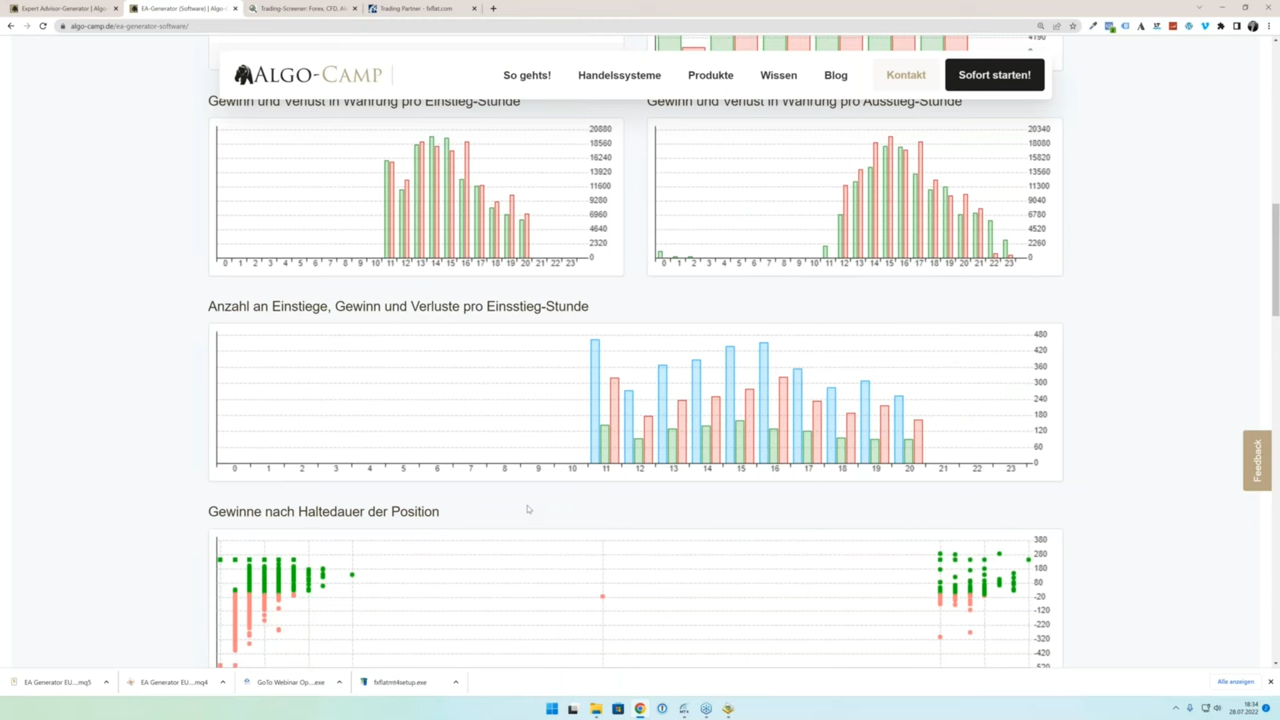 Expert Advisor-Generator | Algo-
EA-Generator (Software) | Algo-C
Trading-Screener: Forex, CFD, Al
Trading Partner - fxflat.com
algo-camp.de/ea-generator-software/
4190
0
ALGO-CAMP
So gehts!
Handelssysteme
Produkte
Wissen
Blog
Kontakt
Sofort starten!
Gewinn und Verlust in Währung pro Einstieg-Stunde
Gewinn und Verlust in Währung pro Ausstieg-Stunde
20880
18560
16240
13920
11600
9280
6960
4640
2320
0
0 1 2 3 4 5 6 7 8 9 10 11 12 13 14 15 16 17 18 19 20 21 22 23
20340
18080
15820
13560
11300
9040
6780
4520
2260
0
0 1 2 3 4 5 6 7 8 9 10 11 12 13 14 15 16 17 18 19 20 21 22 23
Anzahl an Einstiege, Gewinn und Verluste pro Einsstieg-Stunde
480
420
360
300
240
180
120
60
0
0 1 2 3 4 5 6 7 8 9 10 11 12 13 14 15 16 17 18 19 20 21 22 23
Feedback
Gewinne nach Haltedauer der Position
380
280
180
80
-20
-120
-220
-320
-420
-520
EA Generator EU....mq5
EA Generator EU....mq4
GoTo Webinar Op....exe
fxflatmt4setup.exe
Alle anzeigen
18:34
28.07.2022